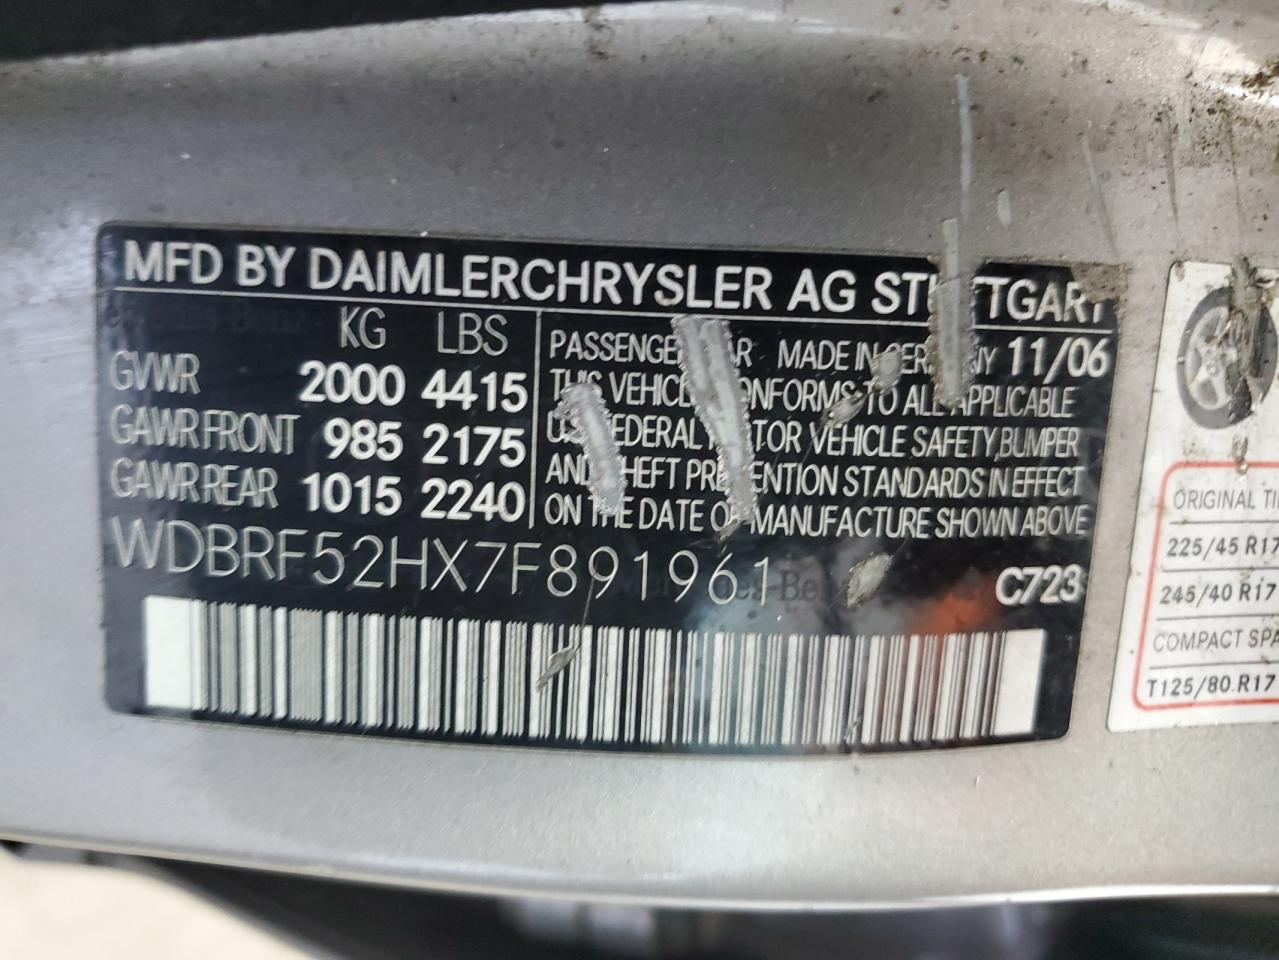 MFD BY DAIMLERCHRYSLER AG STUTTGART
KG LBS
GVWR 2000 4415
GAWR FRONT 985 2175
GAWR REAR 1015 2240
PASSENGER CAR MADE IN GERMANY 11/06
THIS VEHICLE CONFORMS TO ALL APPLICABLE
U.S. FEDERAL MOTOR VEHICLE SAFETY, BUMPER
AND THEFT PREVENTION STANDARDS IN EFFECT
ON THE DATE OF MANUFACTURE SHOWN ABOVE
WDBRF52HX7F891961
C723
ORIGINAL
225/45 R17
245/40 R17
COMPACT
T125/80 R17